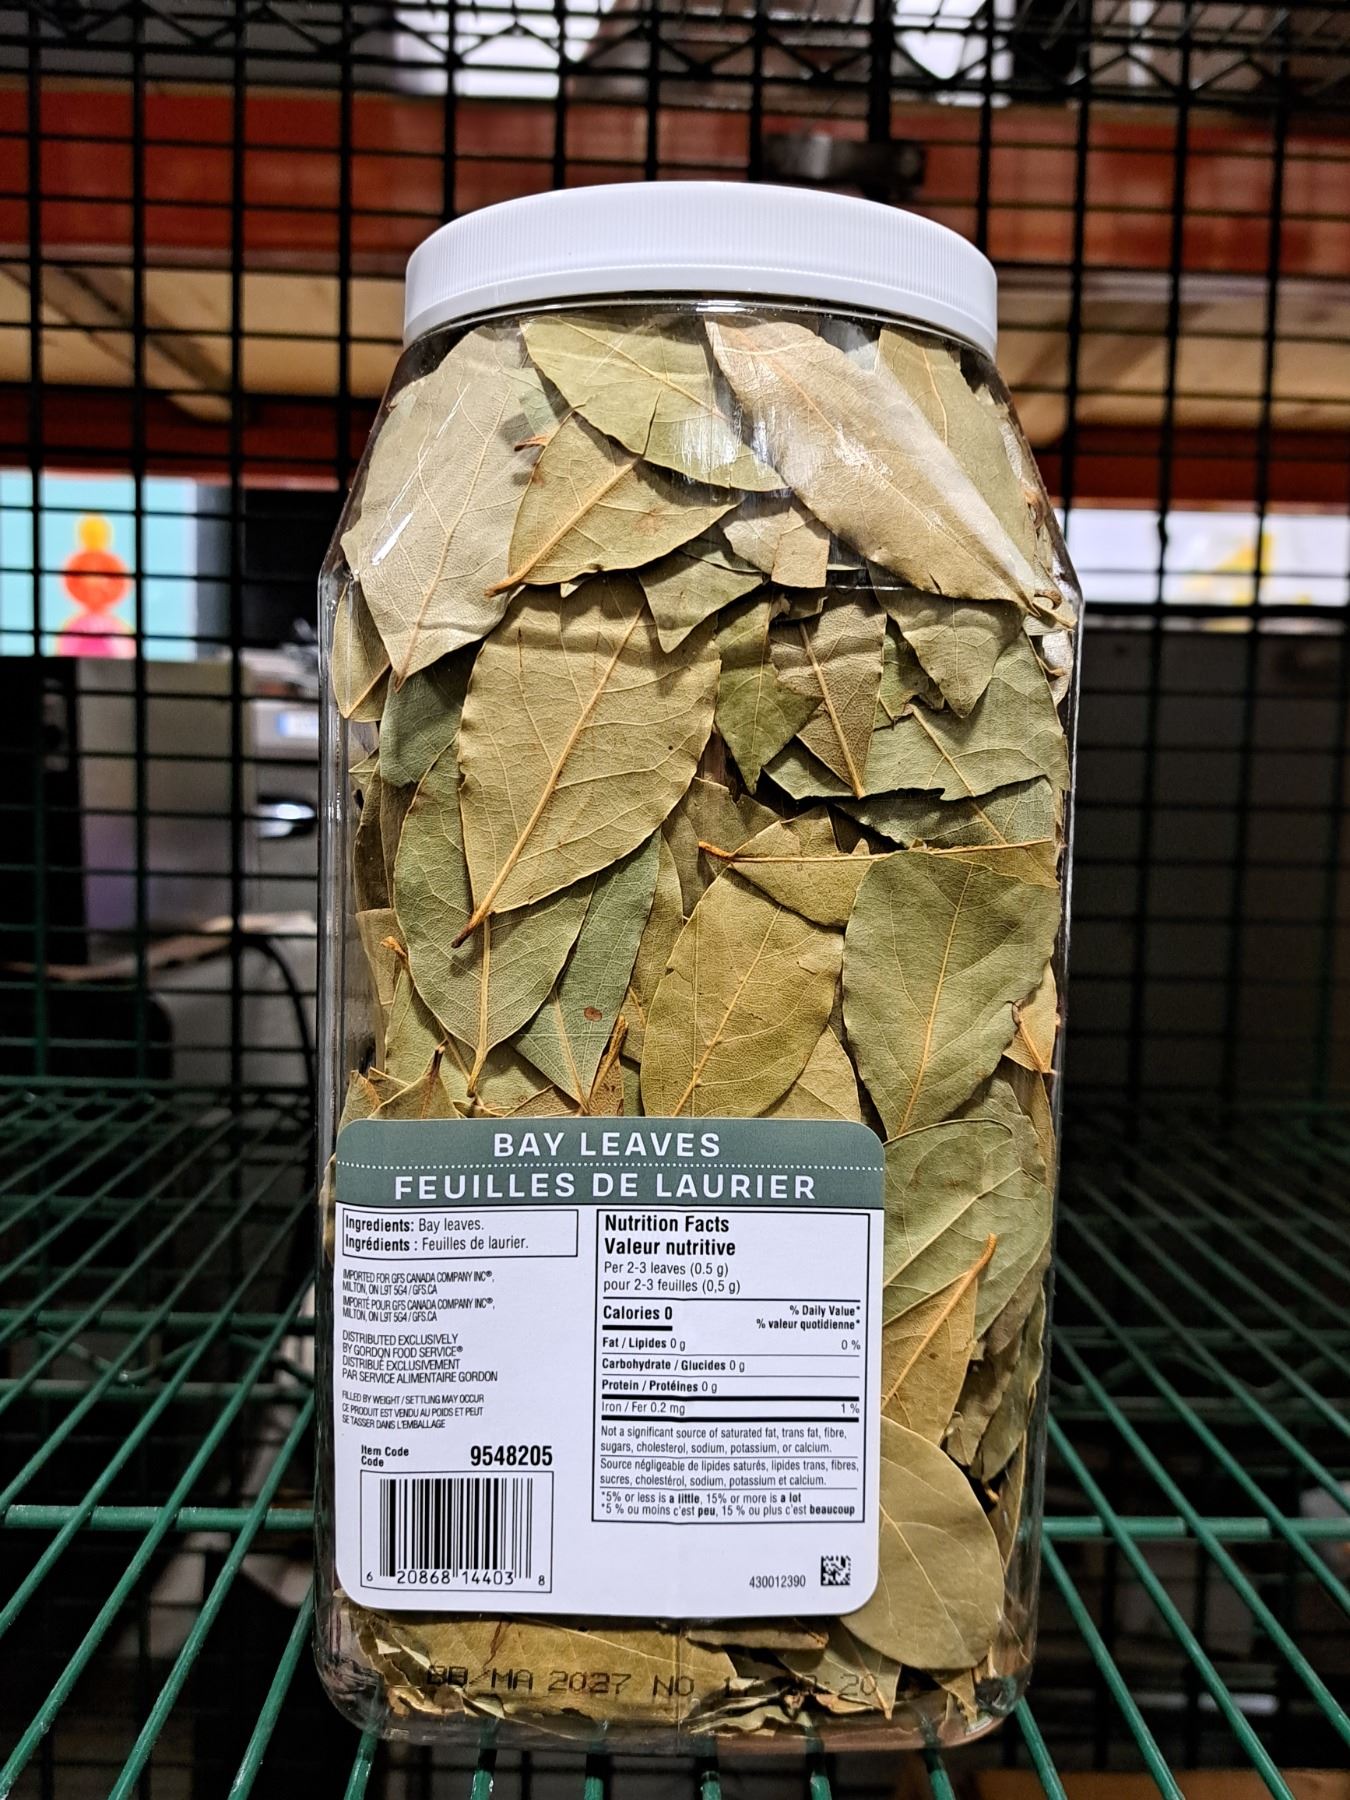 BAY LEAVES
FEUILLES DE LAURIER
Ingredients: Bay leaves.
Ingrédients : Feuilles de laurier.
IMPORTED FOR GFS CANADA COMPANY INC®,
MILTON, ON L9T 5G4 / GFS.CA
IMPORTÉ POUR GFS CANADA COMPANY INC®,
MILTON, ON L9T 5G4 / GFS.CA
DISTRIBUTED EXCLUSIVELY
BY GORDON FOOD SERVICE®
DISTRIBUÉ EXCLUSIVEMENT
PAR SERVICE ALIMENTAIRE GORDON
FILLED BY WEIGHT / SETTLING MAY OCCUR
CE PRODUIT EST VENDU AU POIDS ET PEUT
SE TASSER DANS L'EMBALLAGE
Item Code
Code
9548205
6 20868 14403 8
Nutrition Facts
Valeur nutritive
Per 2-3 leaves (0.5 g)
pour 2-3 feuilles (0,5 g)
Calories 0
% Daily Value*
% valeur quotidienne*
Fat / Lipides 0 g 0 %
Carbohydrate / Glucides 0 g
Protein / Protéines 0 g
Iron / Fer 0.2 mg 1 %
Not a significant source of saturated fat, trans fat, fibre,
sugars, cholesterol, sodium, potassium, or calcium.
Source négligeable de lipides saturés, lipides trans, fibres,
sucres, cholestérol, sodium, potassium et calcium.
*5% or less is a little, 15% or more is a lot
*5 % ou moins c'est peu, 15 % ou plus c'est beaucoup
430012390
BB/MA 2027 NO 17 20